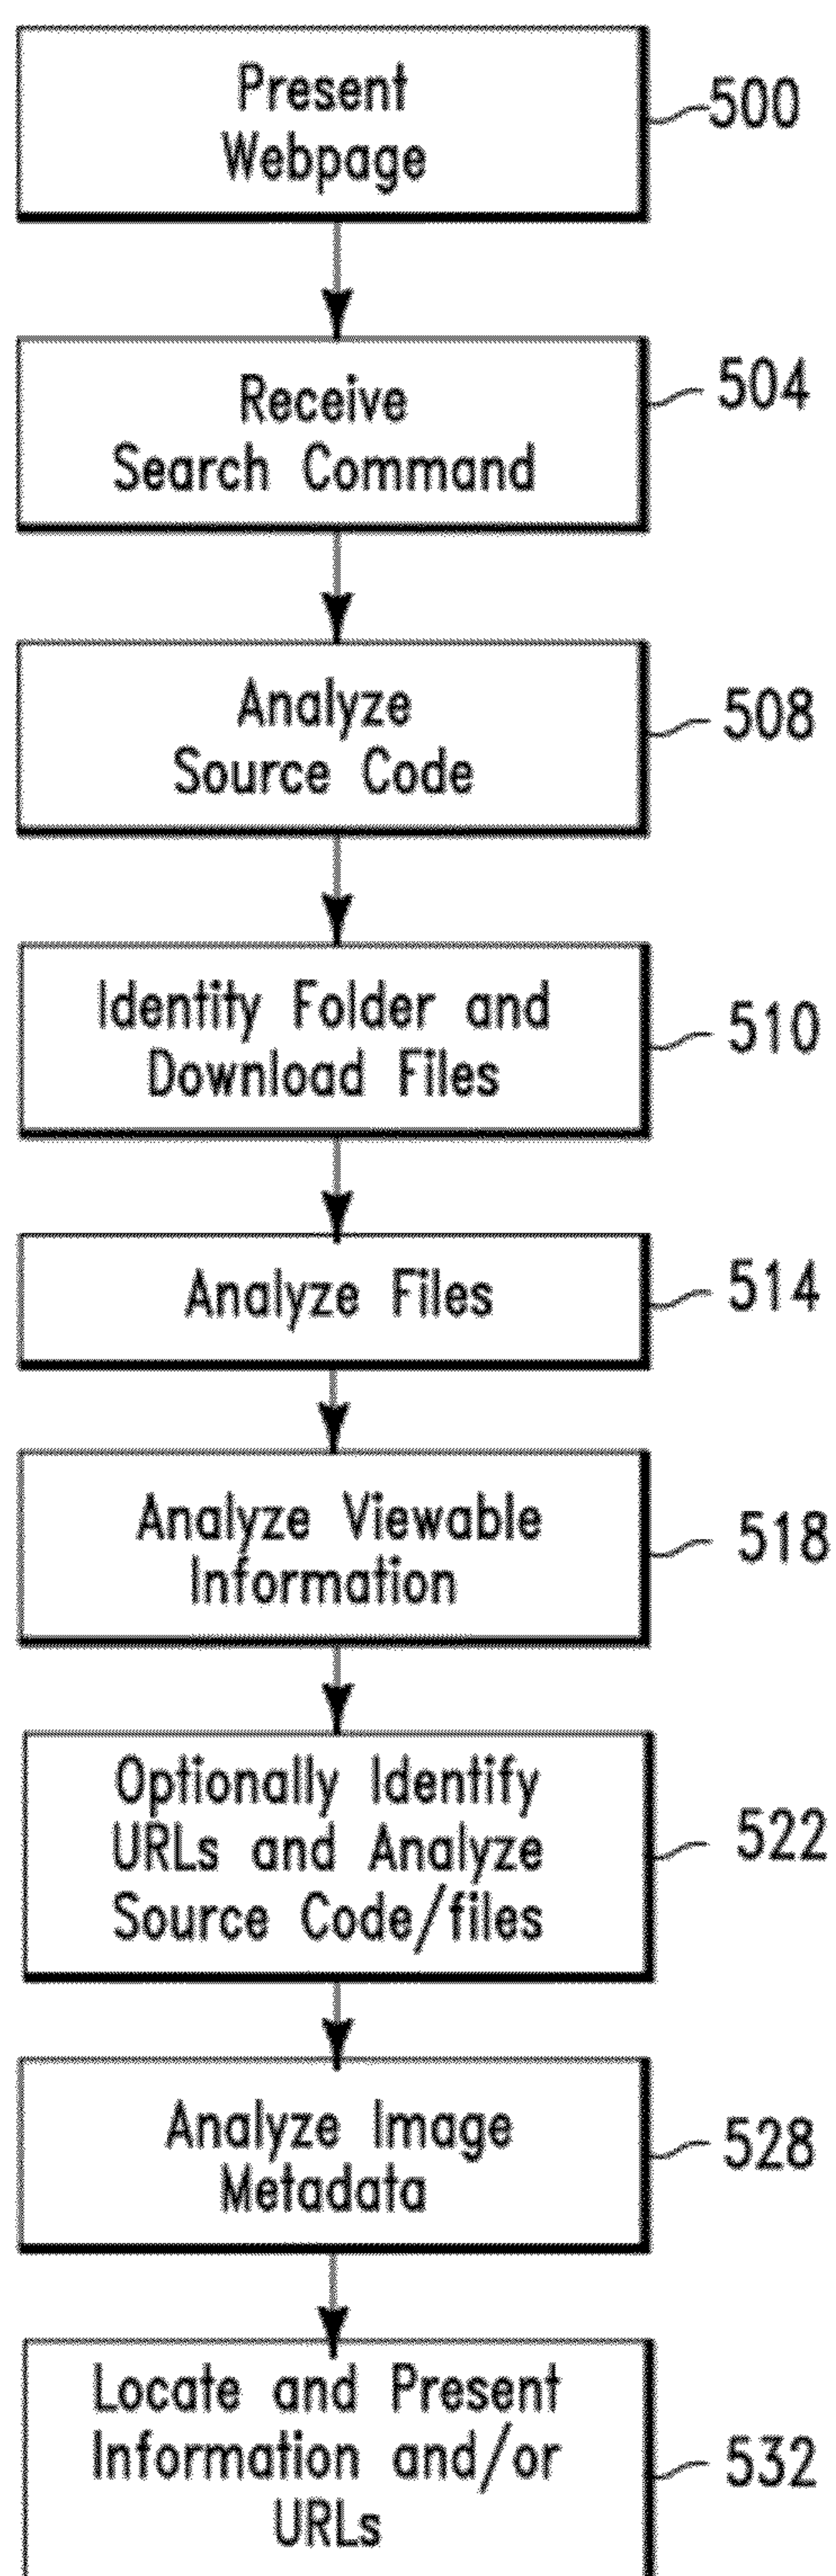 Present
Webpage
500
Receive
Search Command
504
Analyze
Source Code
508
Identity Folder and
Download Files
510
Analyze Files
514
Analyze Viewable
Information
518
Optionally Identify
URLs and Analyze
Source Code/files
522
Analyze Image
Metadata
528
Locate and Present
Information and/or
URLs
532